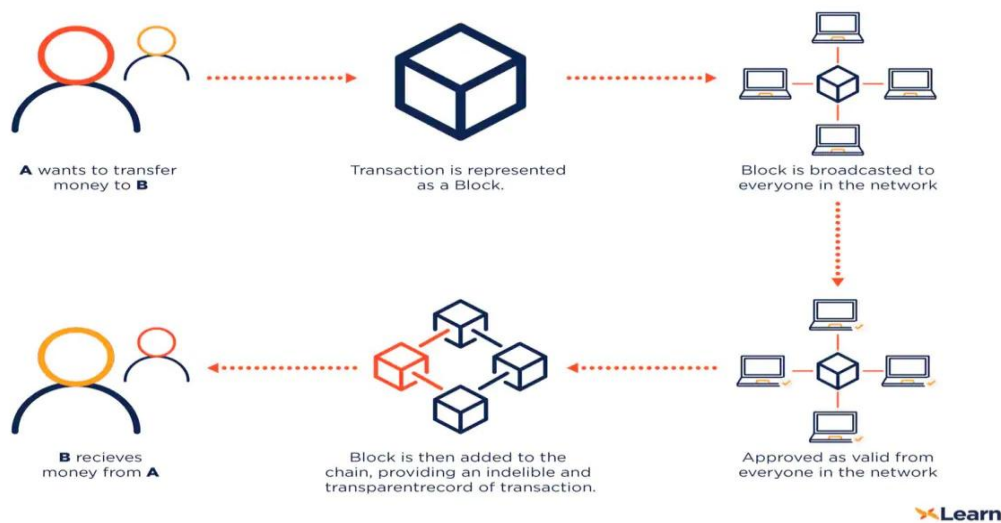 A wants to transfer
money to B
Transaction is represented
as a Block.
Block is broadcasted to
everyone in the network
B recieves
money from A
Block is then added to the
chain, providing an indelible and
transparentrecord of transaction.
Approved as valid from
everyone in the network
Learn